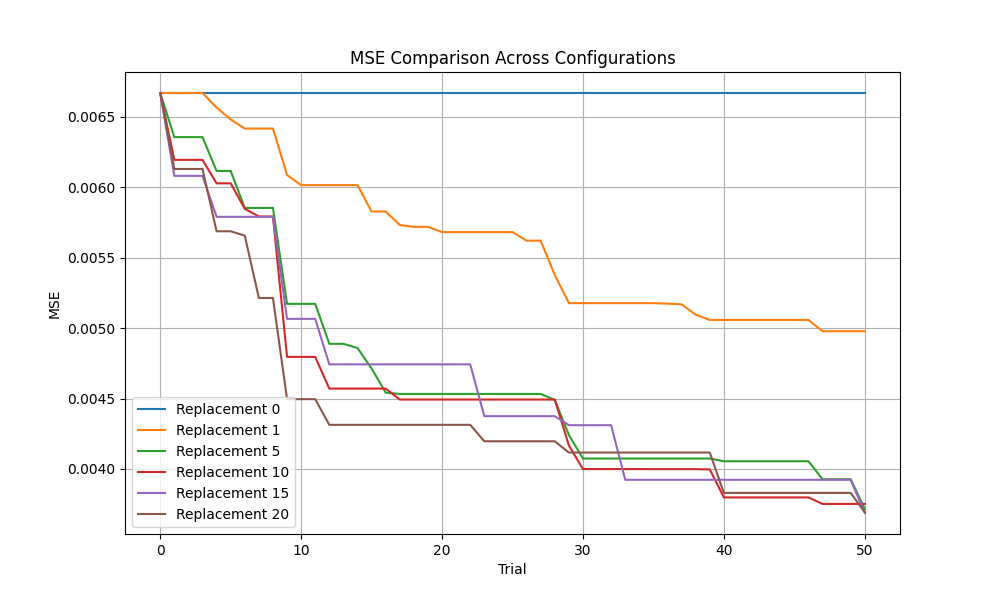 MSE Comparison Across Configurations
MSE
0.0065
0.0060
0.0055
0.0050
0.0045
0.0040
Replacement 0
Replacement 1
Replacement 5
Replacement 10
Replacement 15
Replacement 20
0 10 20 30 40 50
Trial